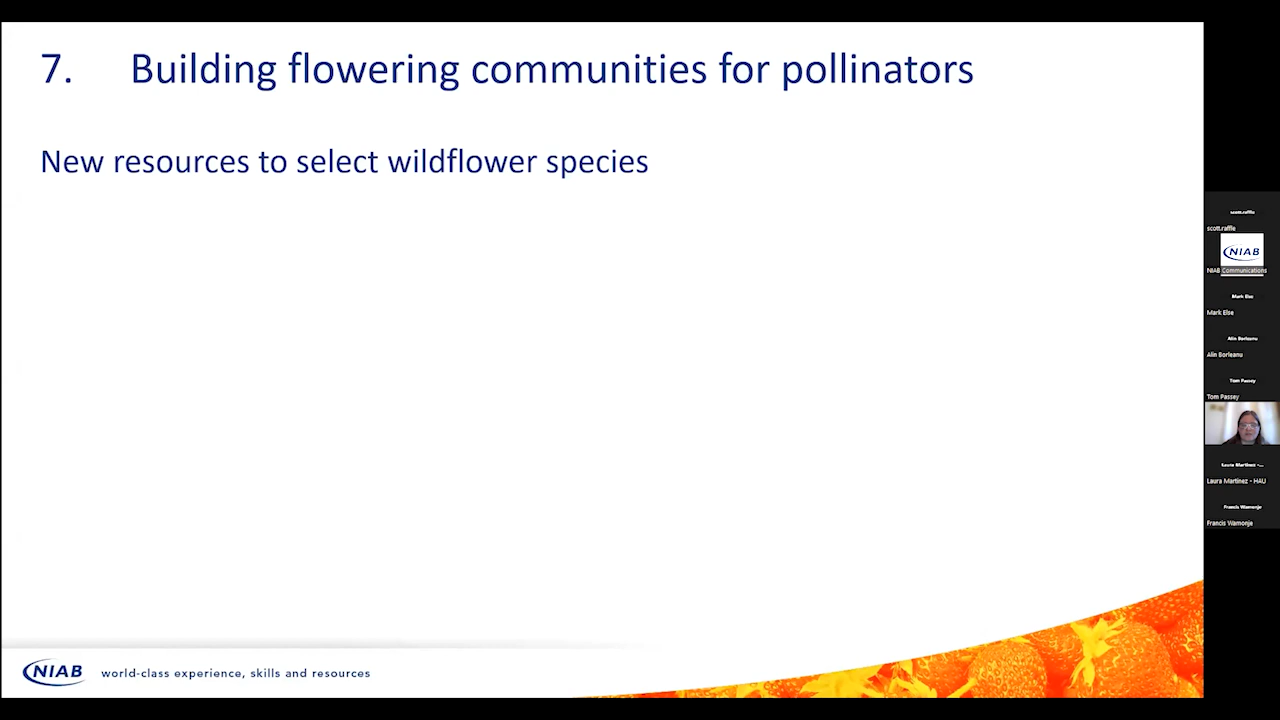 7. Building flowering communities for pollinators
New resources to select wildflower species
scott.raffle
scott.raffle
NIAB
NIAB Communications
Mark Else
Mark Else
Alin Borleanu
Alin Borleanu
Tom Passey
Tom Passey
Laura Martinez -...
Laura Martinez - HAU
Francis Wamonje
Francis Wamonje
NIAB world-class experience, skills and resources